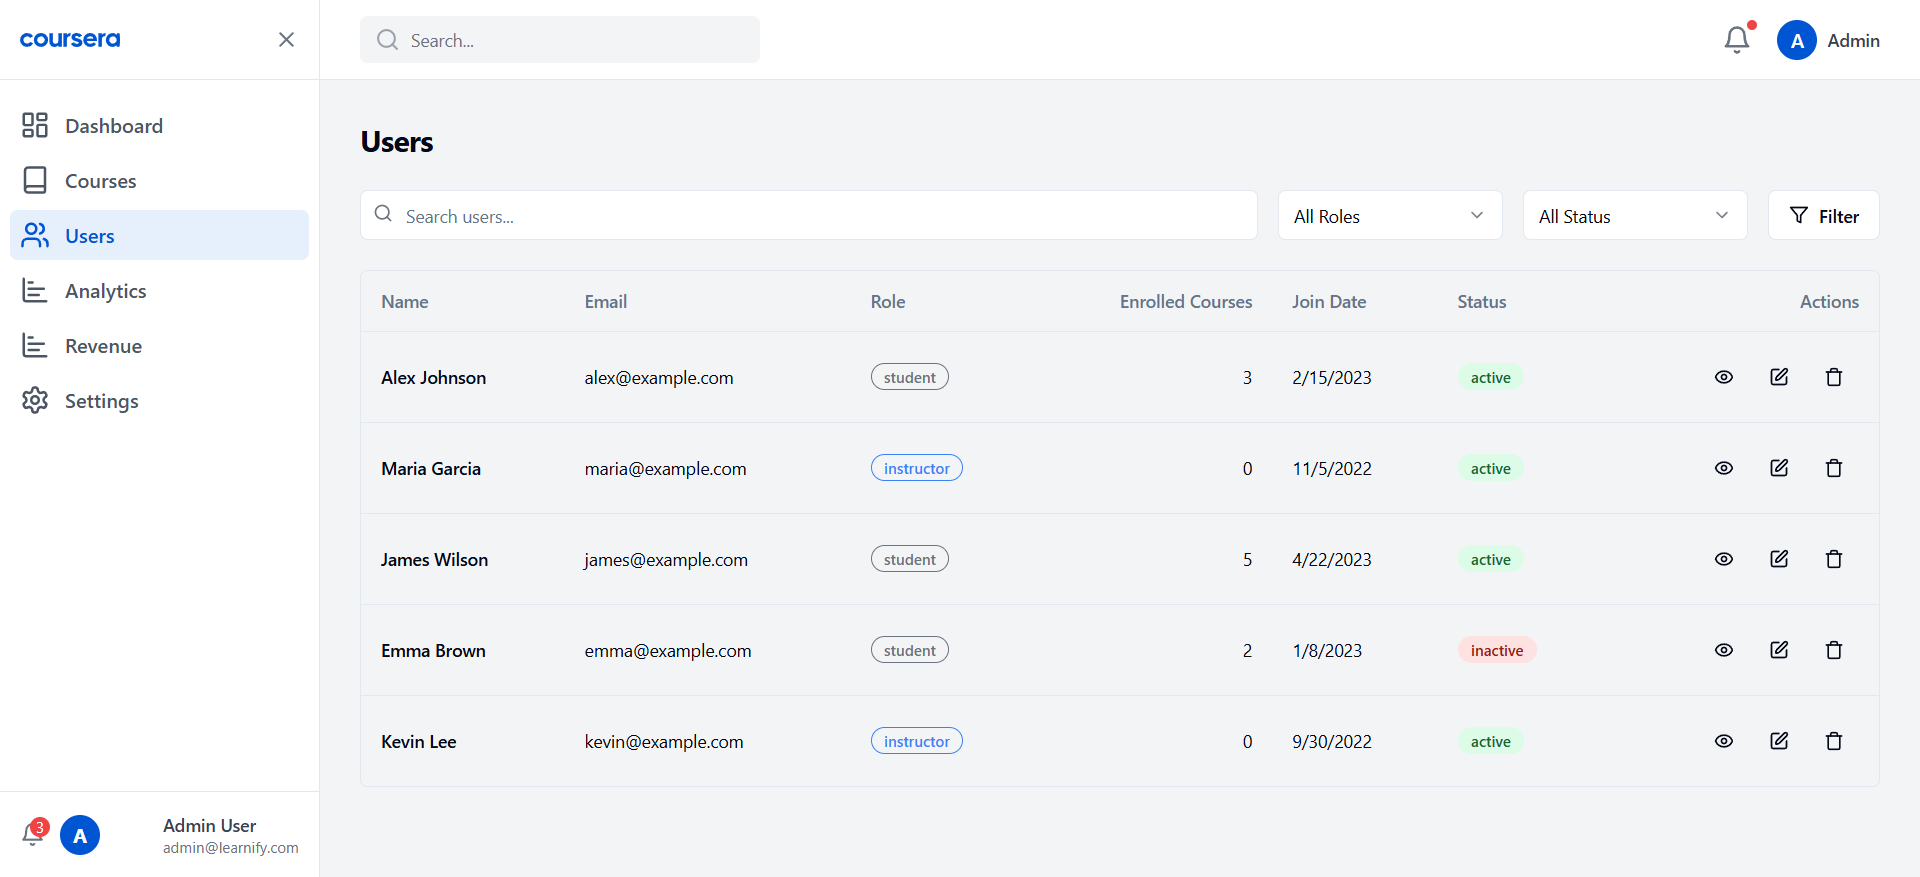 coursera
Search...
A Admin
Dashboard
Courses
Users
Analytics
Revenue
Settings
3 A
Admin User
admin@learnify.com
Users
Search users...
All Roles
All Status
Filter
Name Email Role Enrolled Courses Join Date Status Actions
Alex Johnson alex@example.com student 3 2/15/2023 active
Maria Garcia maria@example.com instructor 0 11/5/2022 active
James Wilson james@example.com student 5 4/22/2023 active
Emma Brown emma@example.com student 2 1/8/2023 inactive
Kevin Lee kevin@example.com instructor 0 9/30/2022 active